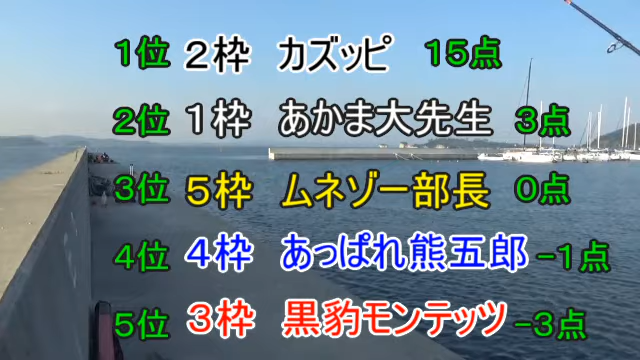 1位 2枠 カズッピ 15点
2位 1枠 あかま大先生 3点
3位 5枠 ムネゾー部長 0点
4位 4枠 あっぱれ熊五郎 -1点
5位 3枠 黒豹モンテッツ -3点